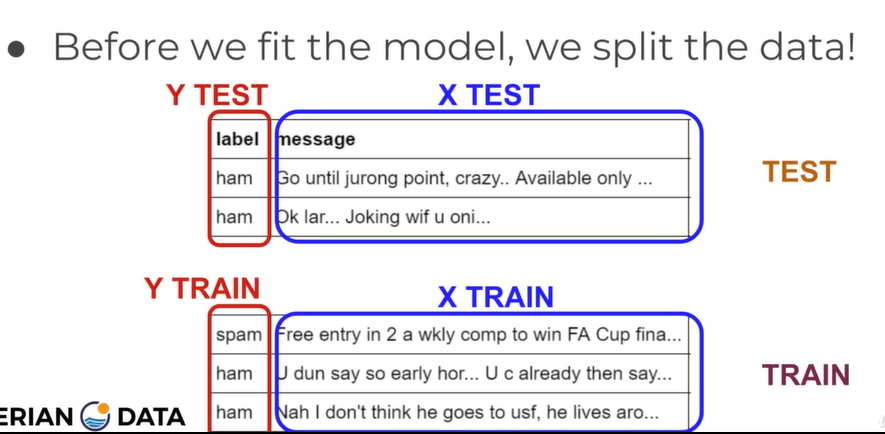 ● Before we fit the model, we split the data!
Y TEST X TEST
label message
ham Go until jurong point, crazy.. Available only ...
TEST
ham Ok lar... Joking wif u oni...
Y TRAIN X TRAIN
spam Free entry in 2 a wkly comp to win FA Cup fina...
ham U dun say so early hor... U c already then say...
TRAIN
ham Nah I don't think he goes to usf, he lives aro...
ERIAN DATA